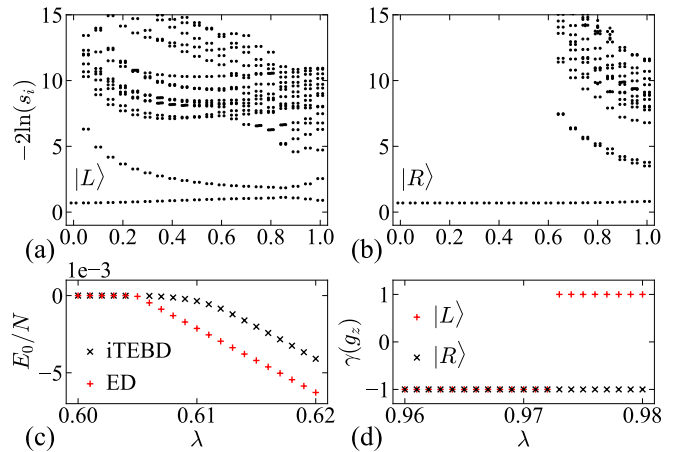 15
10
5
0
−2ln(s_i)
|L⟩
0.0 0.2 0.4 0.6 0.8 1.0
(a)
15
10
5
0
|R⟩
0.0 0.2 0.4 0.6 0.8 1.0
(b)
1e−3
0
−5
E_0/N
× iTEBD
+ ED
0.60 0.61 0.62
(c)
λ
1
0
−1
γ(g_z)
+ |L⟩
× |R⟩
0.96 0.97 0.98
(d)
λ